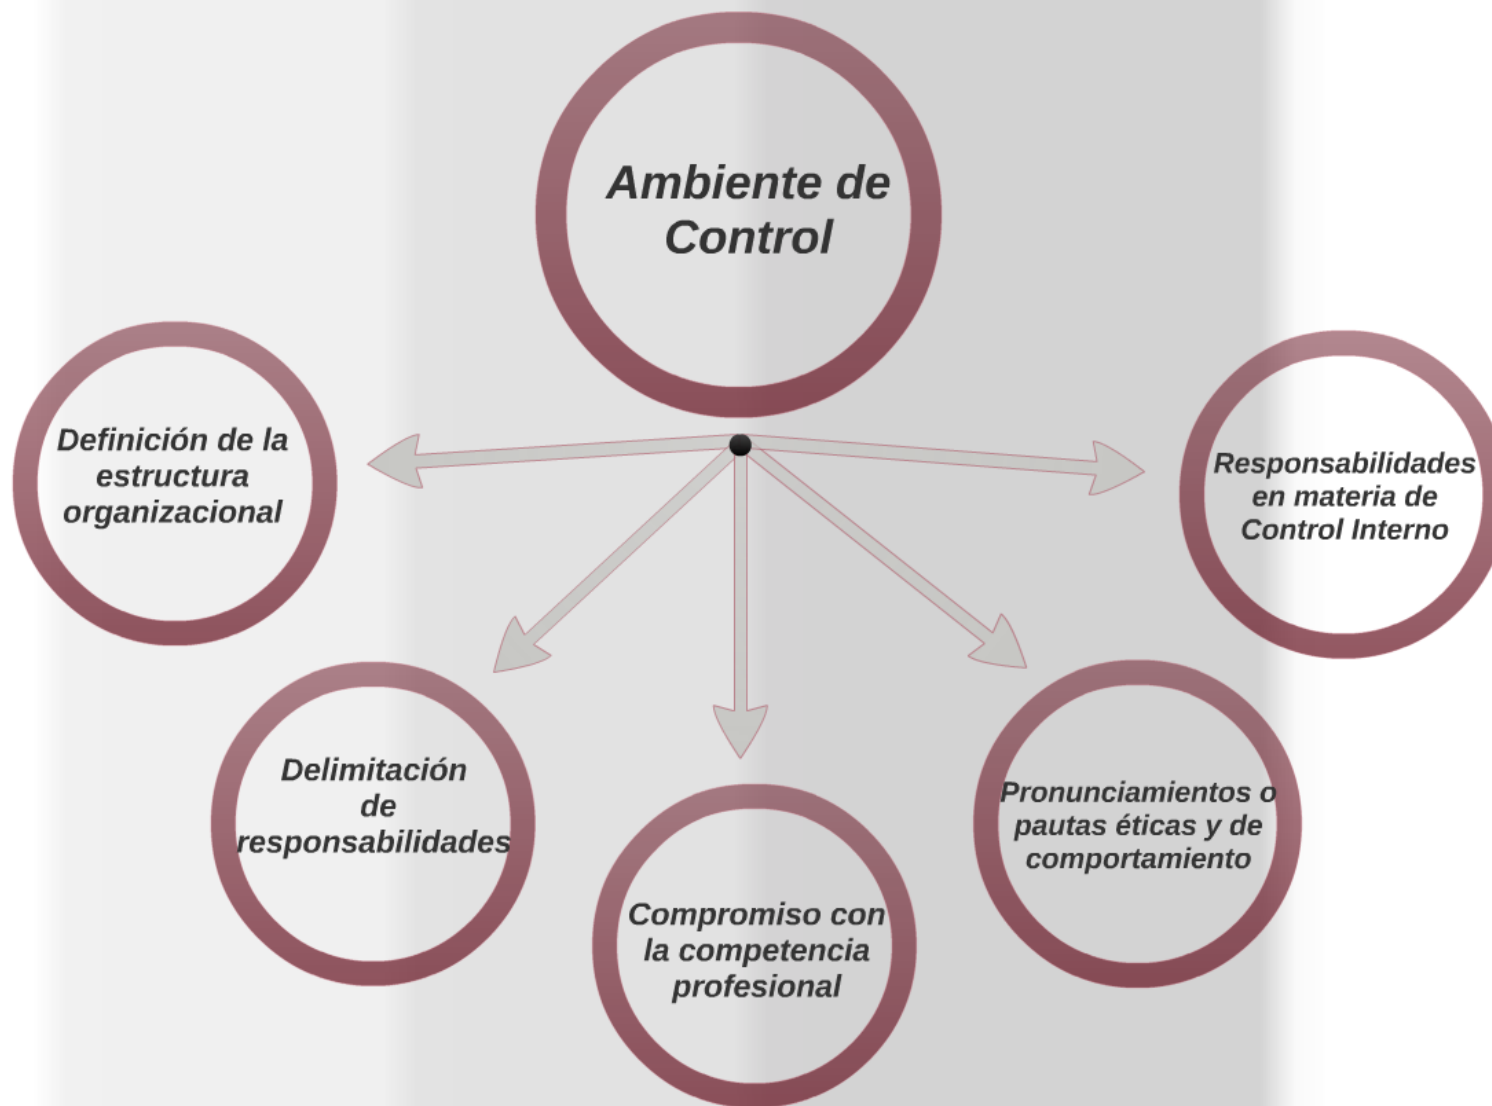 Ambiente de
Control
Definición de la
estructura
organizacional
Delimitación
de
responsabilidades
Compromiso con
la competencia
profesional
Pronunciamientos o
pautas éticas y de
comportamiento
Responsabilidades
en materia de
Control Interno